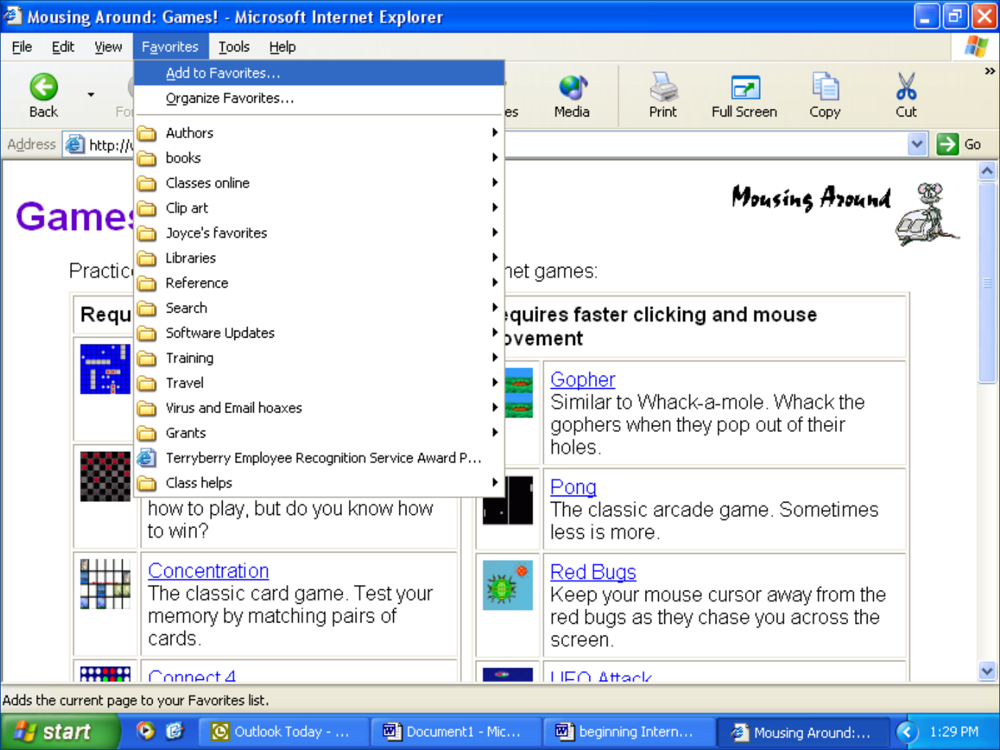 Mousing Around: Games! - Microsoft Internet Explorer
File Edit View Favorites Tools Help
Add to Favorites...
Organize Favorites...
Back
Media
Print
Full Screen
Copy
Cut
»
Address
http://
Go
Authors
books
Classes online
Clip art
Joyce's favorites
Libraries
Reference
Search
Software Updates
Training
Travel
Virus and Email hoaxes
Grants
Terryberry Employee Recognition Service Award P...
Class helps
Mousing Around
Games
games:
faster clicking and mouse
Gopher
Similar to Whack-a-mole. Whack the
gophers when they pop out of their
holes.
Pong
The classic arcade game. Sometimes
less is more.
Red Bugs
Keep your mouse cursor away from the
red bugs as they chase you across the
screen.
UFO Attack
how to play, but do you know how
to win?
Concentration
The classic card game. Test your
memory by matching pairs of
cards.
Connect 4
Adds the current page to your Favorites list.
start
Outlook Today - ...
Document1 - Mic...
beginning Intern...
Mousing Around:...
1:29 PM